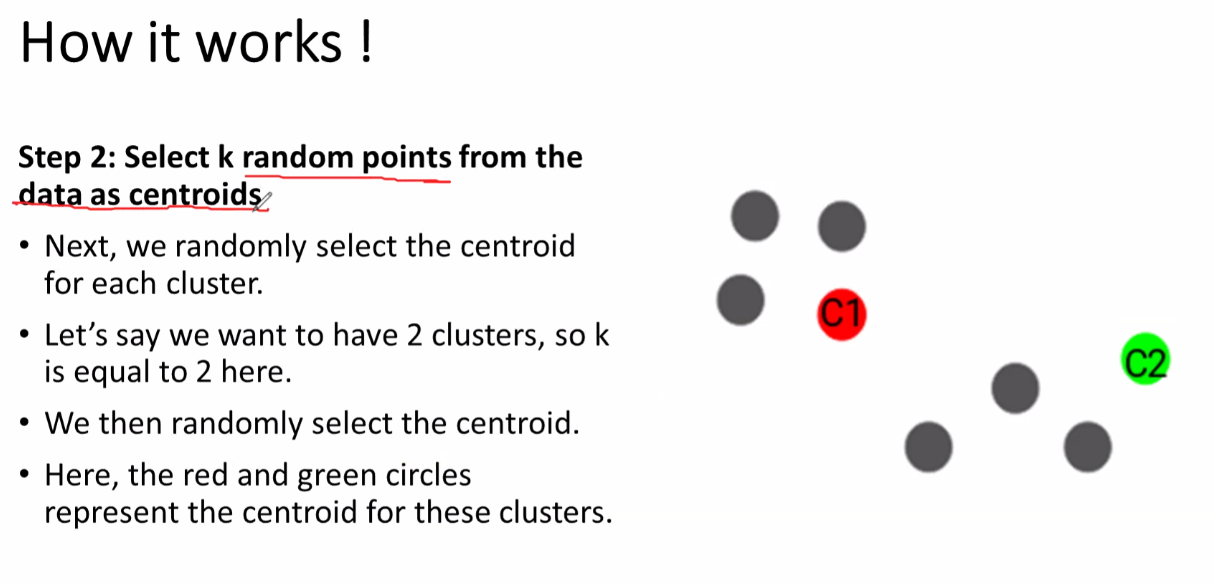 How it works !
Step 2: Select k random points from the
data as centroids
• Next, we randomly select the centroid
for each cluster.
• Let’s say we want to have 2 clusters, so k
is equal to 2 here.
• We then randomly select the centroid.
• Here, the red and green circles
represent the centroid for these clusters.
C1
C2